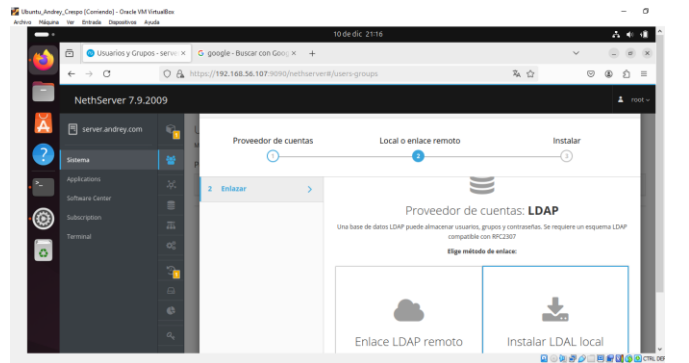 Ubuntu_Andrey_Crespo [Corriendo] - Oracle VM VirtualBox
Archivo Máquina Ver Entrada Dispositivos Ayuda
10 de dic 21:16
Usuarios y Grupos - serve
google - Buscar con Goog
https://192.168.56.107:9090/nethserver#/users-groups
NethServer 7.9.2009
root
server.andrey.com
Sistema
Applications
Software Center
Subscription
Terminal
Proveedor de cuentas
Local o enlace remoto
Instalar
1
2
3
2 Enlazar
Proveedor de cuentas: LDAP
Una base de datos LDAP puede almacenar usuarios, grupos y contraseñas. Se requiere un esquema LDAP
compatible con RFC2307
Elige método de enlace:
Enlace LDAP remoto
Instalar LDAL local